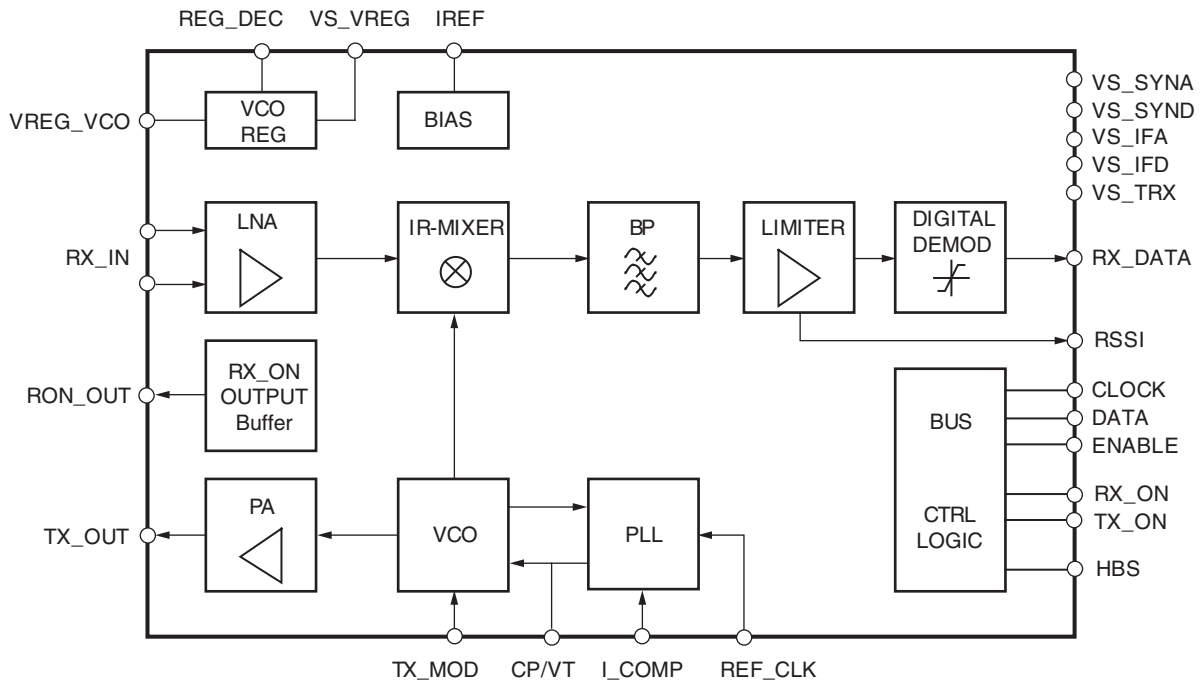 REG_DEC VS_VREG IREF
VREG_VCO
VCO
REG
BIAS
VS_SYNA
VS_SYND
VS_IFA
VS_IFD
VS_TRX
RX_IN
LNA
IR-MIXER
BP
LIMITER
DIGITAL
DEMOD
RX_DATA
RSSI
RON_OUT
RX_ON
OUTPUT
Buffer
BUS
CTRL
LOGIC
CLOCK
DATA
ENABLE
RX_ON
TX_ON
HBS
TX_OUT
PA
VCO
PLL
TX_MOD CP/VT I_COMP REF_CLK